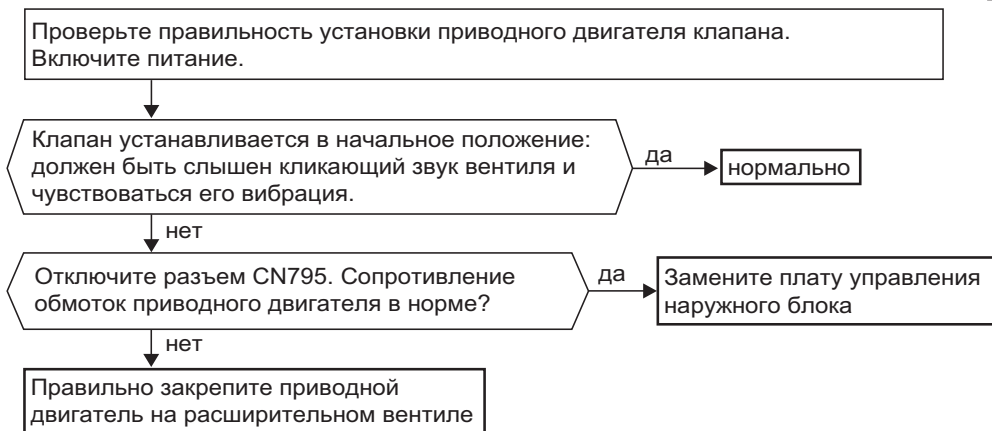 Проверьте правильность установки приводного двигателя клапана.
Включите питание.
Клапан устанавливается в начальное положение:
должен быть слышен кликающий звук вентиля и
чувствоваться его вибрация.
да
нормально
нет
Отключите разъем CN795. Сопротивление
обмоток приводного двигателя в норме?
да
Замените плату управления
наружного блока
нет
Правильно закрепите приводной
двигатель на расширительном вентиле